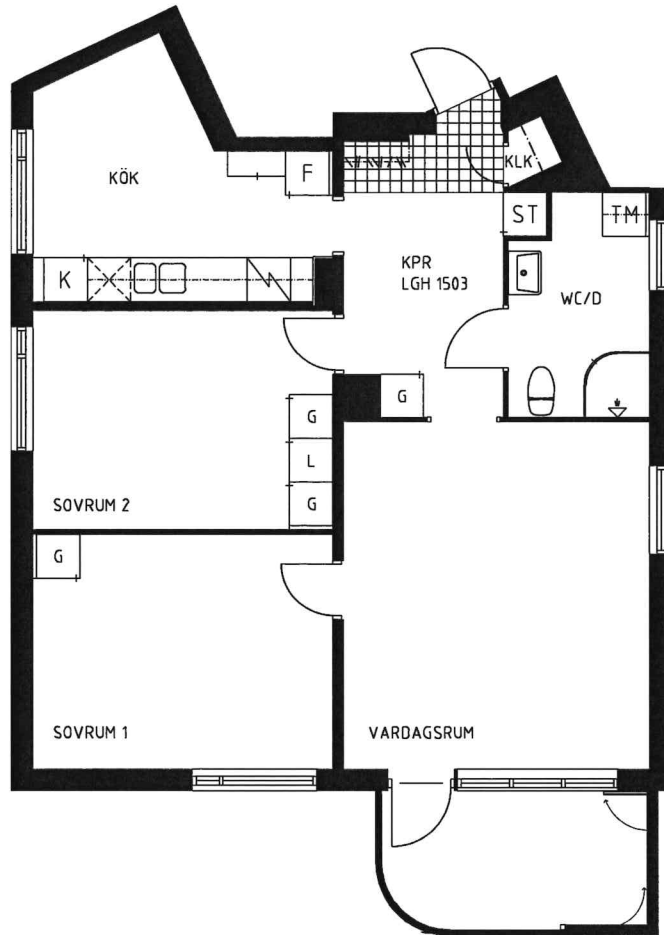 KÖK
F
KLK
K
ST
TM
KPR
LGH 1503
WC/D
G
G
L
G
SOVRUM 2
G
SOVRUM 1
VARDAGSRUM